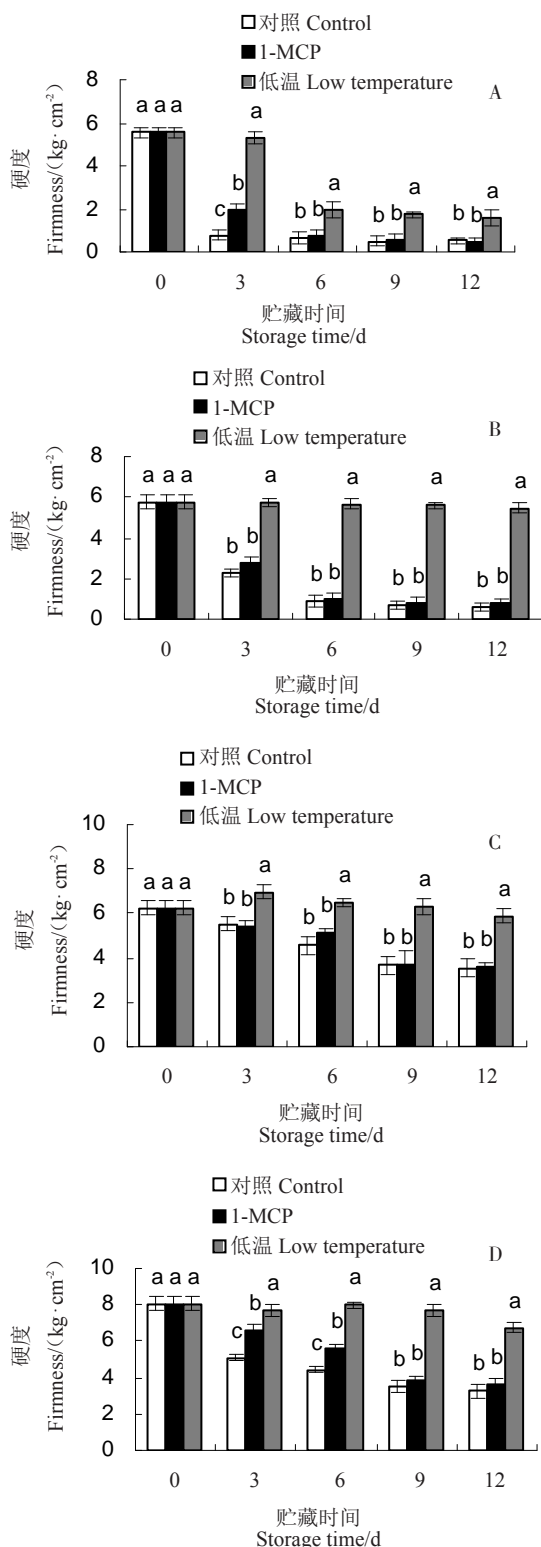 对照 Control
1-MCP
低温 Low temperature
A
硬度
Firmness/(kg·cm-2)
8
6
4
2
0
a a a
c b a
b b a
b b a
b b a
0 3 6 9 12
贮藏时间
Storage time/d
对照 Control
1-MCP
低温 Low temperature
B
硬度
Firmness/(kg·cm-2)
8
6
4
2
0
a a a
b b a
b b a
b b a
b b a
0 3 6 9 12
贮藏时间
Storage time/d
对照 Control
1-MCP
低温 Low temperature
C
硬度
Firmness/(kg·cm-2)
10
8
6
4
2
0
a a a
b b a
b b a
b b a
b b a
0 3 6 9 12
贮藏时间
Storage time/d
对照 Control
1-MCP
低温 Low temperature
D
硬度
Firmness/(kg·cm-2)
10
8
6
4
2
0
a a a
c b a
c b a
b b a
b b a
0 3 6 9 12
贮藏时间
Storage time/d